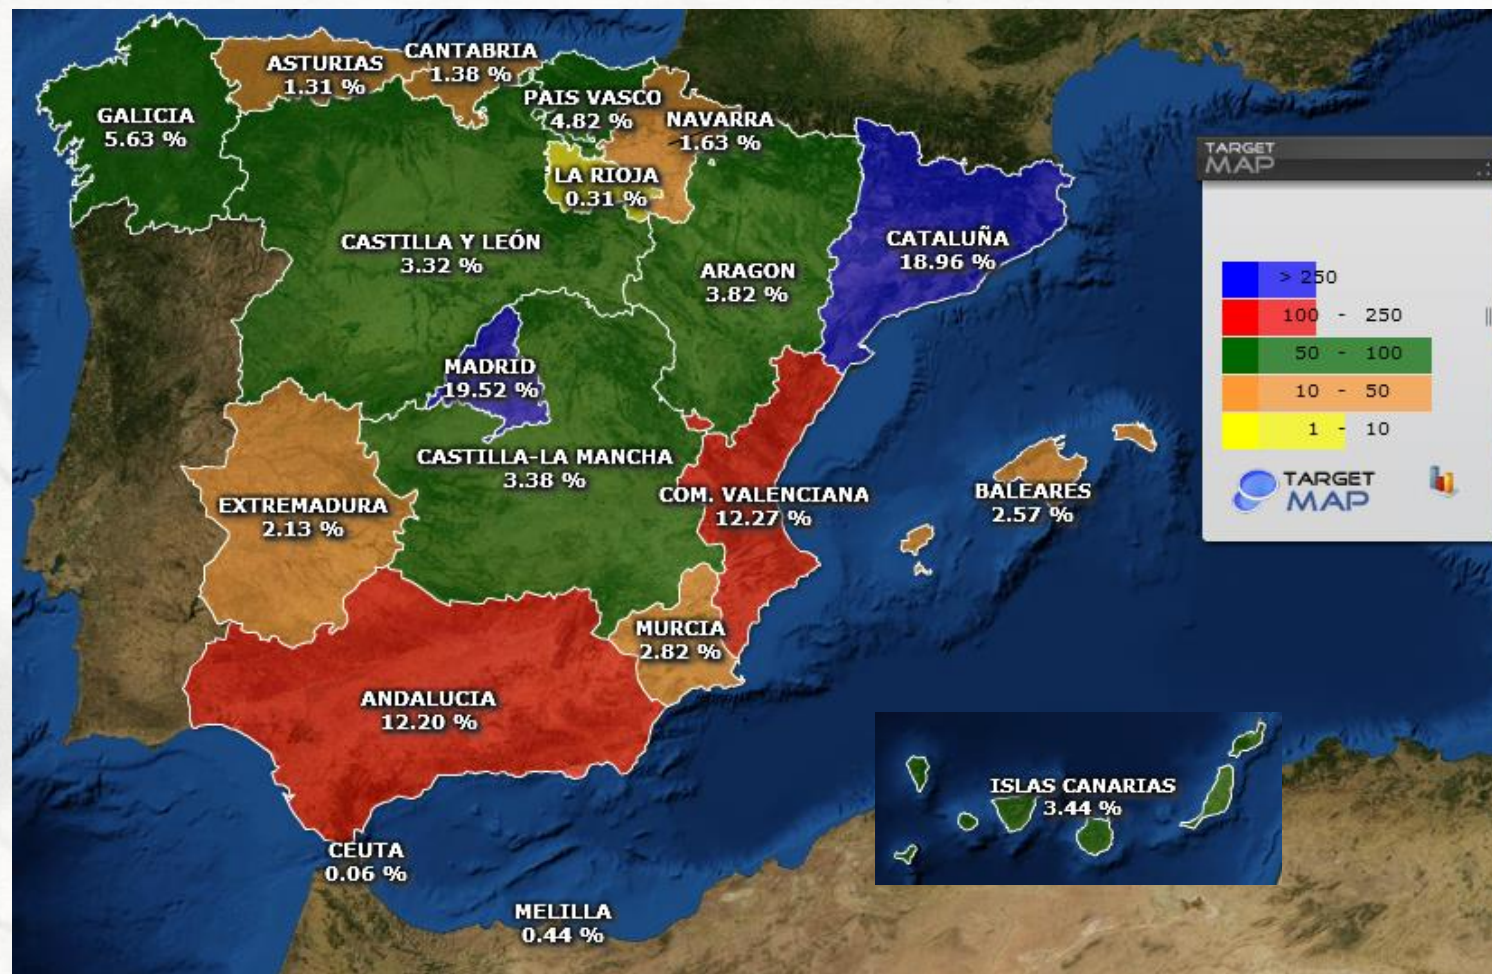 ASTURIAS
1.31 %
CANTABRIA
1.38 %
GALICIA
5.63 %
PAIS VASCO
4.82 %
NAVARRA
1.63 %
LA RIOJA
0.31 %
CASTILLA Y LEÓN
3.32 %
ARAGON
3.82 %
CATALUÑA
18.96 %
MADRID
19.52 %
CASTILLA-LA MANCHA
3.38 %
EXTREMADURA
2.13 %
COM. VALENCIANA
12.27 %
BALEARES
2.57 %
MURCIA
2.82 %
ANDALUCIA
12.20 %
ISLAS CANARIAS
3.44 %
CEUTA
0.06 %
MELILLA
0.44 %
TARGET
MAP
> 250
100 - 250
50 - 100
10 - 50
1 - 10
TARGET
MAP